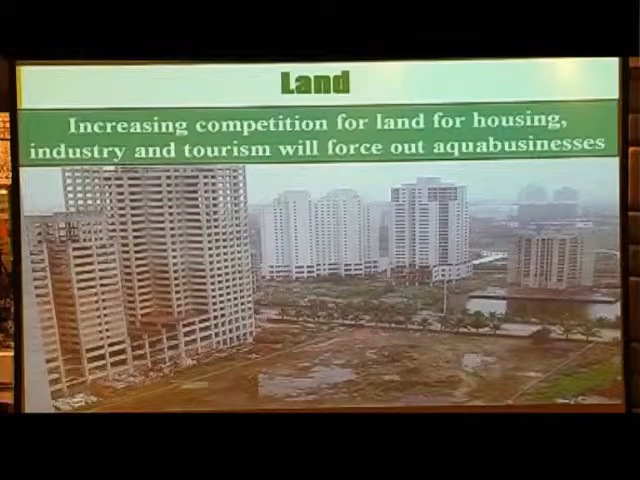 Land
Increasing competition for land for housing,
industry and tourism will force out aquabusinesses